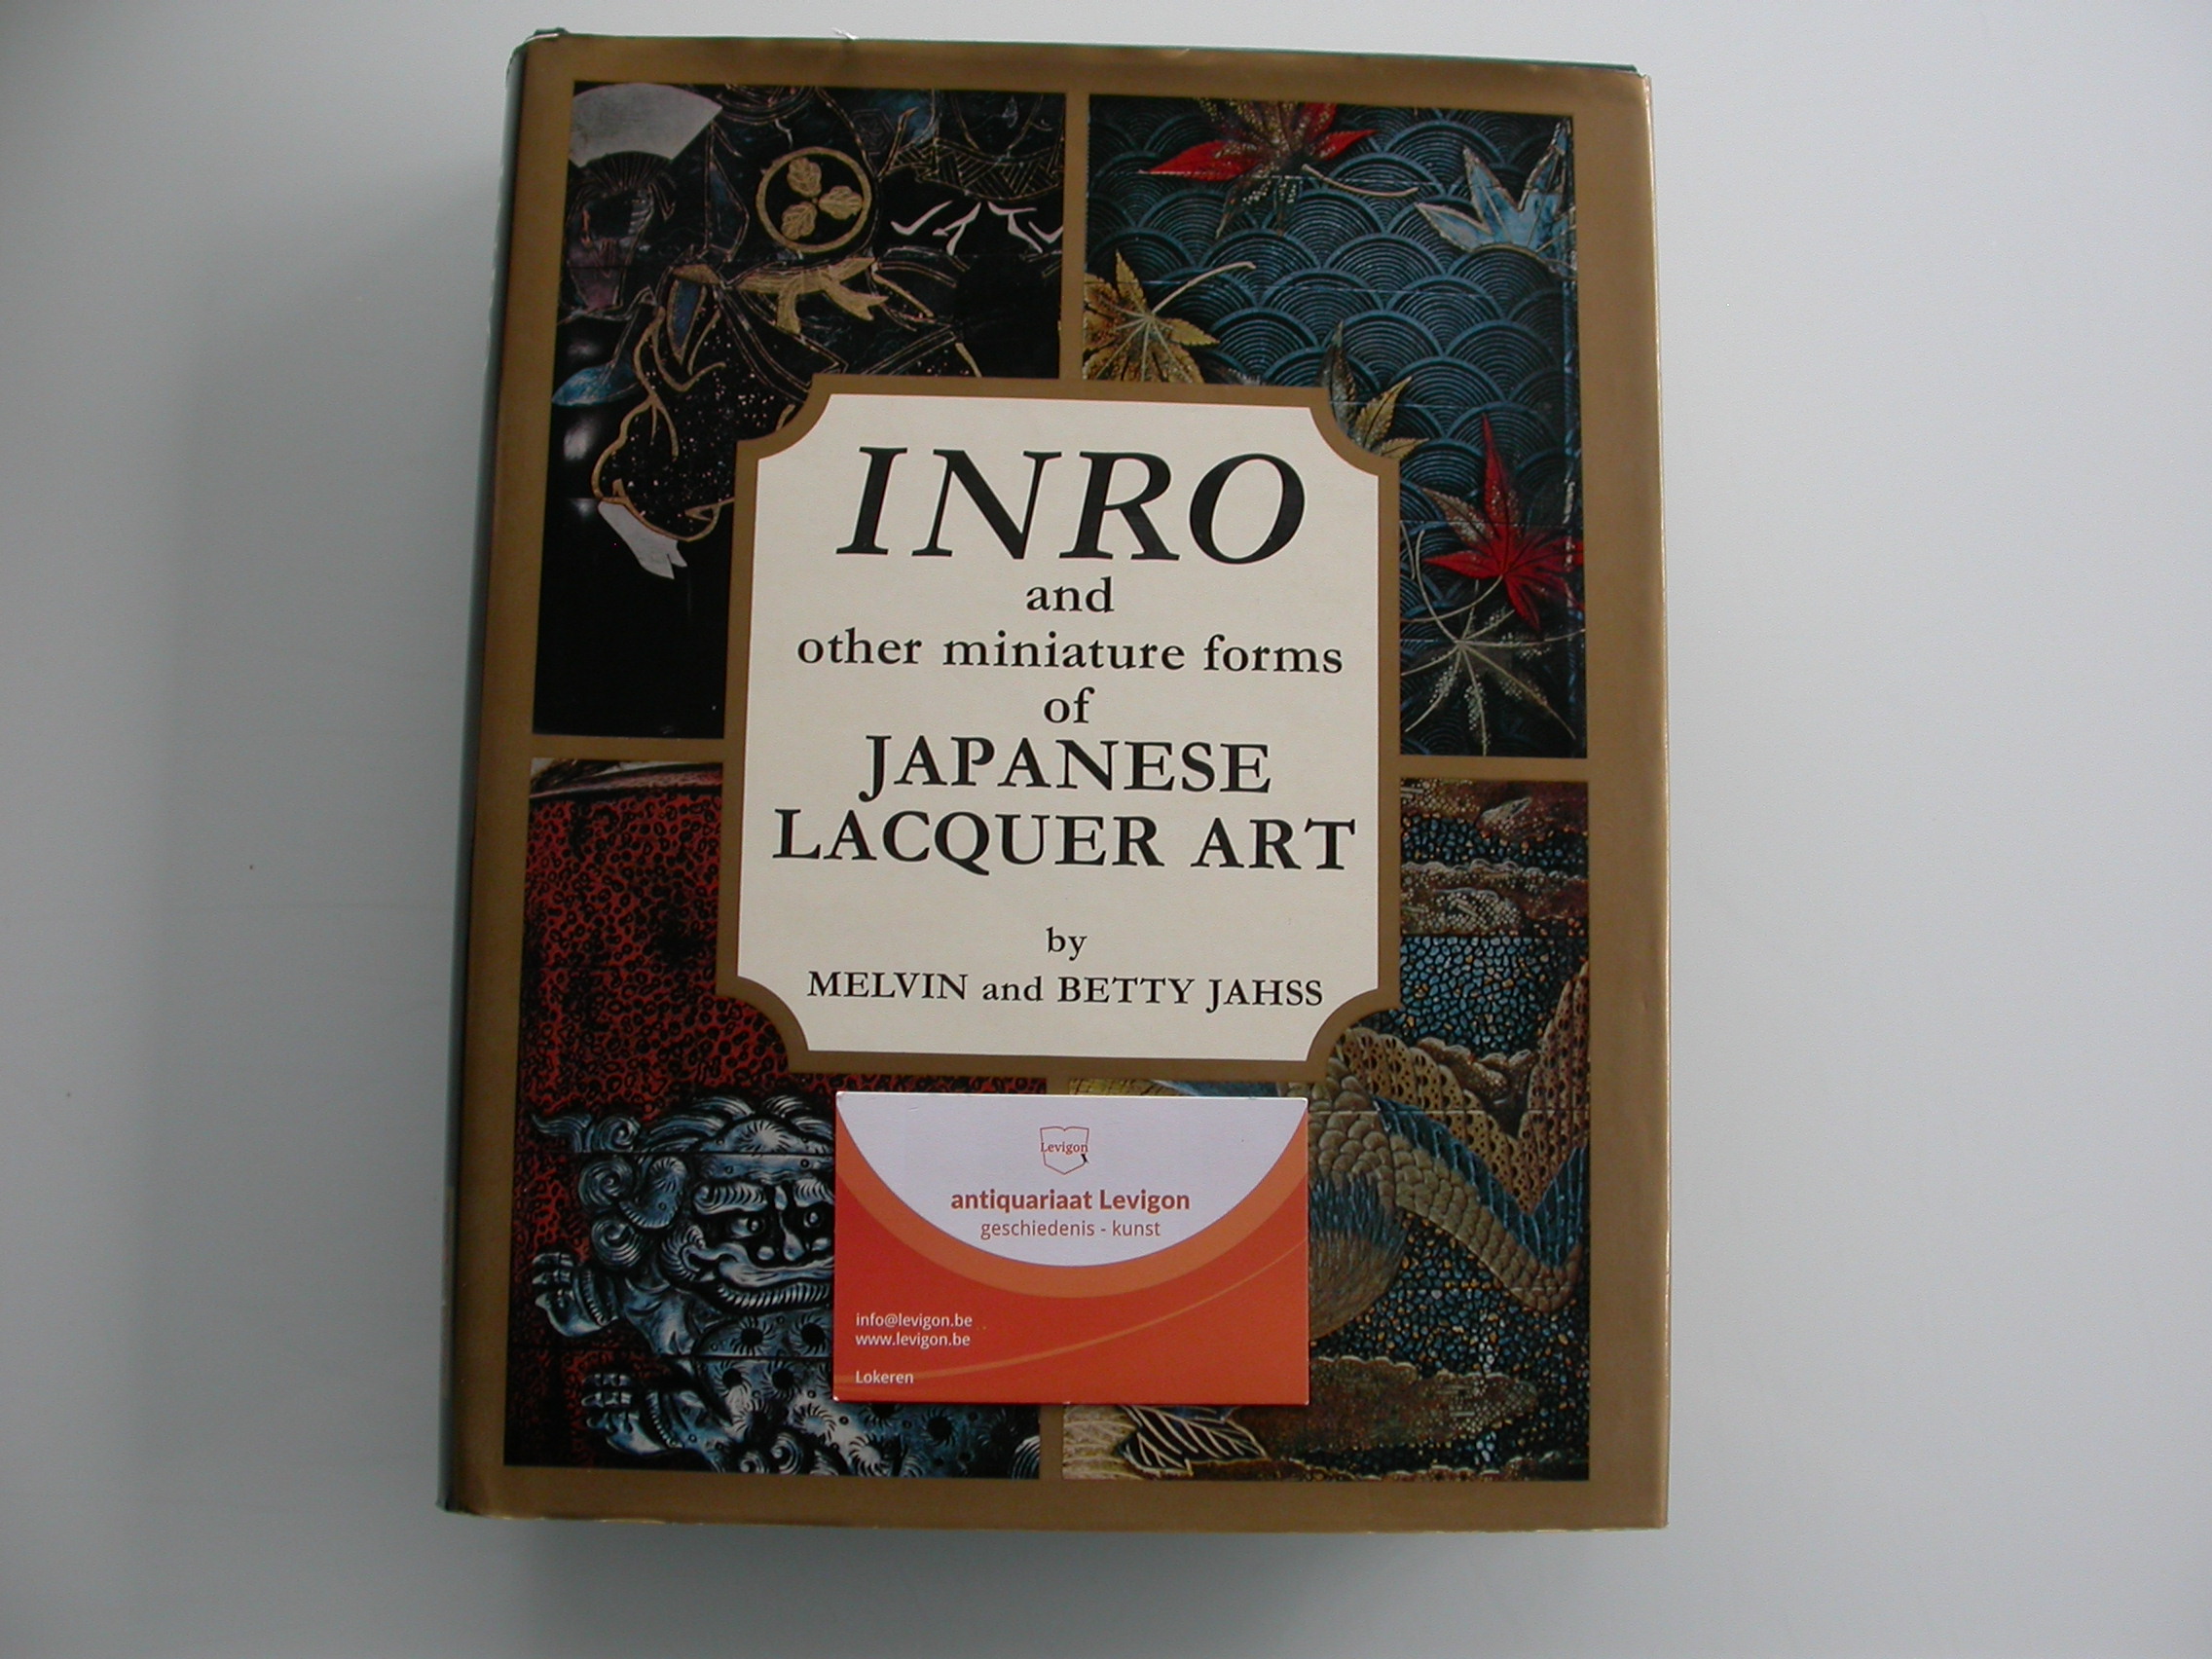 INRO
and
other miniature forms
of
JAPANESE
LACQUER ART
by
MELVIN and BETTY JAHSS
Levigon
antiquariaat Levigon
geschiedenis - kunst
info@levigon.be
www.levigon.be
Lokeren